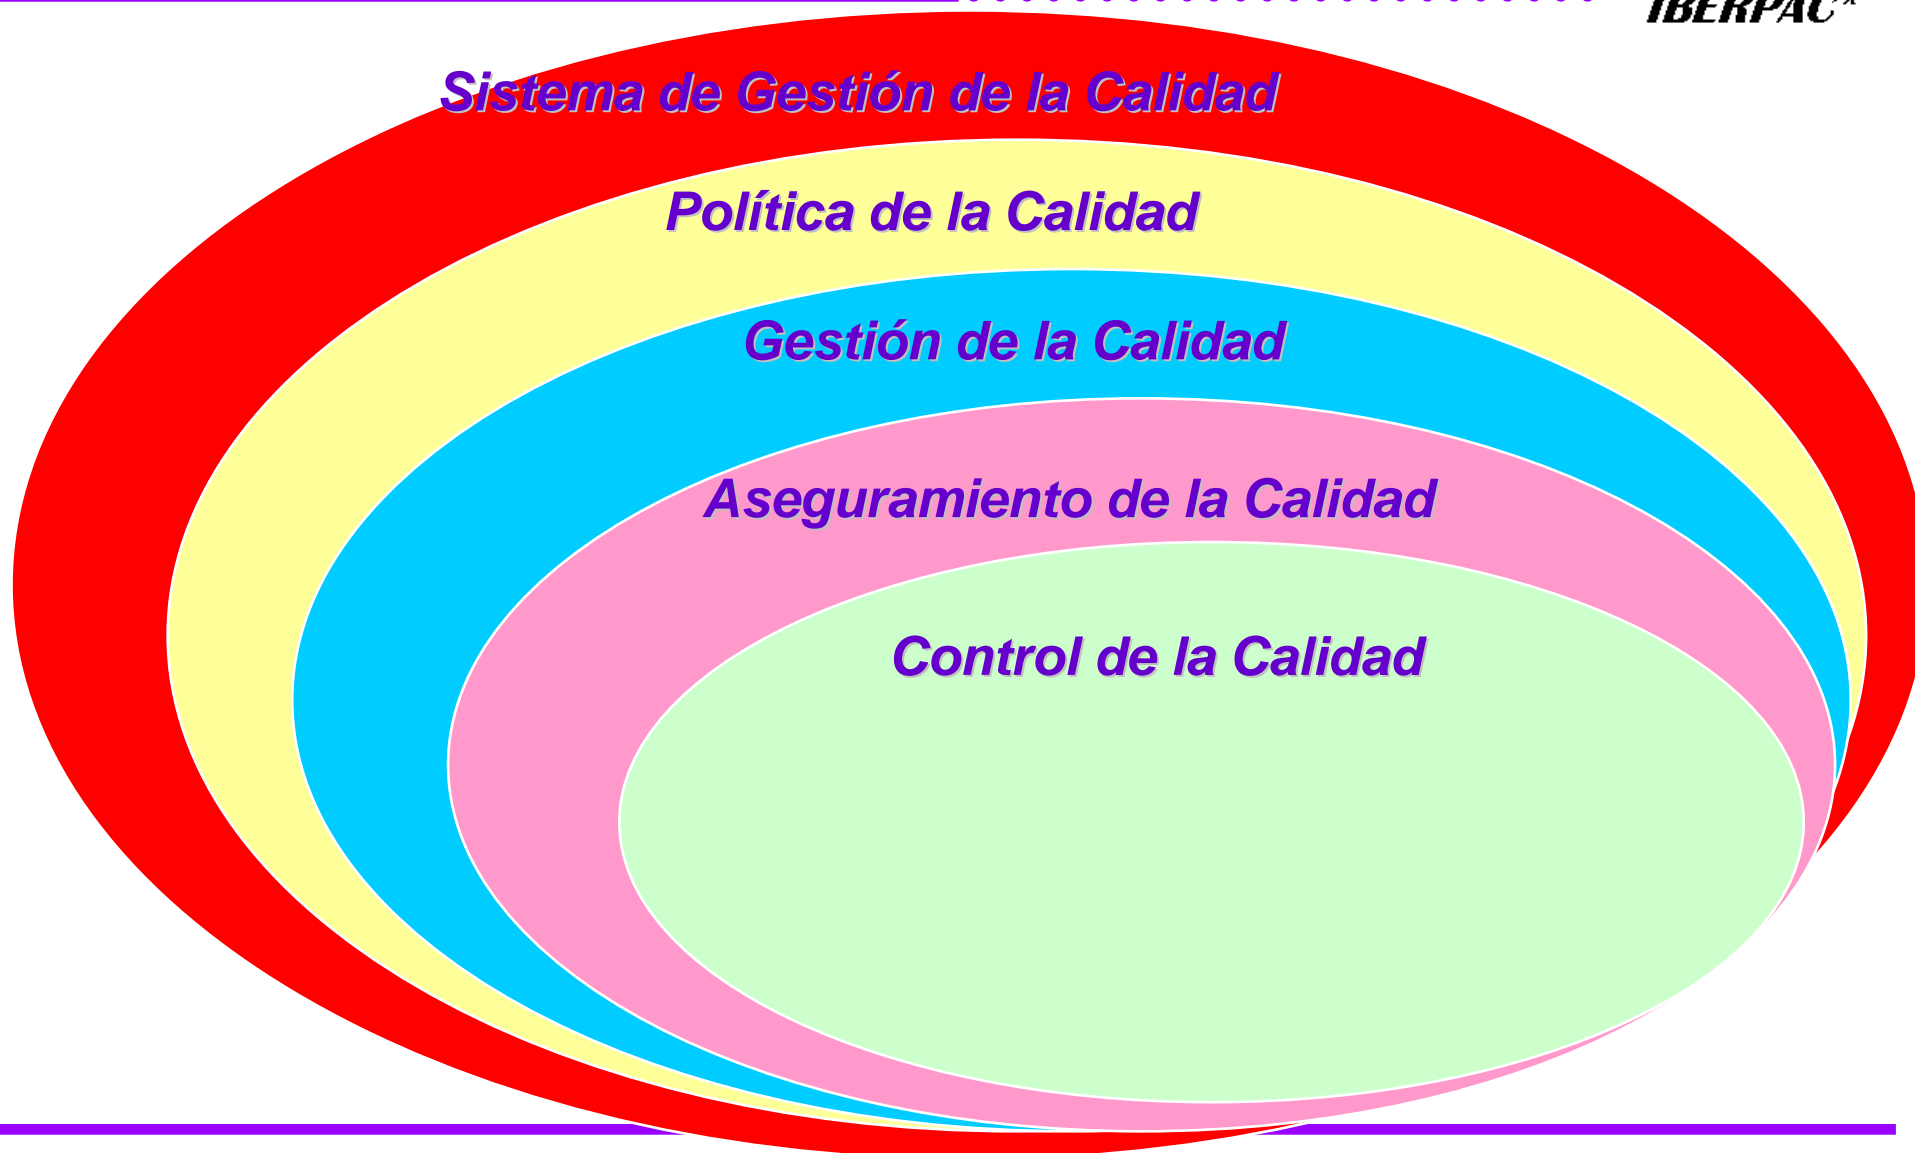 IBERPAC
Sistema de Gestión de la Calidad
Política de la Calidad
Gestión de la Calidad
Aseguramiento de la Calidad
Control de la Calidad